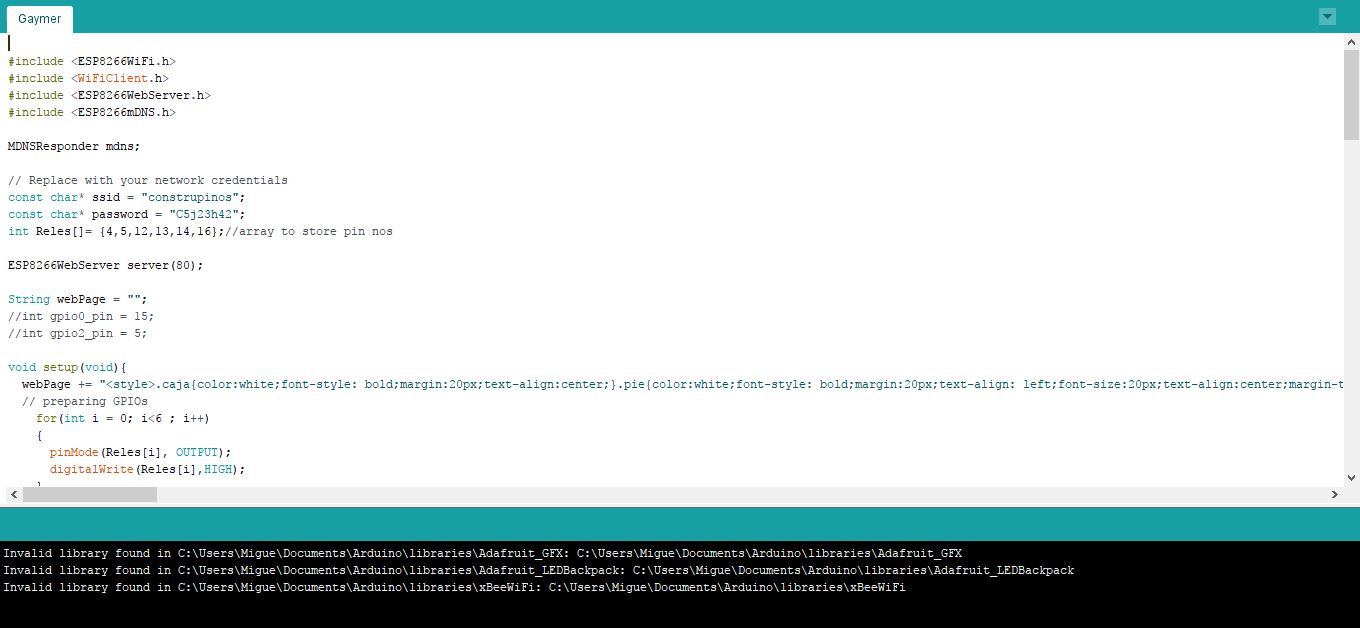 Gaymer
#include <ESP8266WiFi.h>
#include <WiFiClient.h>
#include <ESP8266WebServer.h>
#include <ESP8266mDNS.h>
MDNSResponder mdns;
// Replace with your network credentials
const char* ssid = "construpinos";
const char* password = "C5j23h42";
int Reles[]= {4,5,12,13,14,16};//array to store pin nos
ESP8266WebServer server(80);
String webPage = "";
//int gpio0_pin = 15;
//int gpio2_pin = 5;
void setup(void){
webPage += "<style>.caja{color:white;font-style: bold;margin:20px;text-align:center;}.pie{color:white;font-style: bold;margin:20px;text-align: left;font-size:20px;text-align:center;margin-t
// preparing GPIOs
for(int i = 0; i<6 ; i++)
{
pinMode(Reles[i], OUTPUT);
digitalWrite(Reles[i],HIGH);
Invalid library found in C:\Users\Migue\Documents\Arduino\libraries\Adafruit_GFX: C:\Users\Migue\Documents\Arduino\libraries\Adafruit_GFX
Invalid library found in C:\Users\Migue\Documents\Arduino\libraries\Adafruit_LEDBackpack: C:\Users\Migue\Documents\Arduino\libraries\Adafruit_LEDBackpack
Invalid library found in C:\Users\Migue\Documents\Arduino\libraries\xBeeWiFi: C:\Users\Migue\Documents\Arduino\libraries\xBeeWiFi